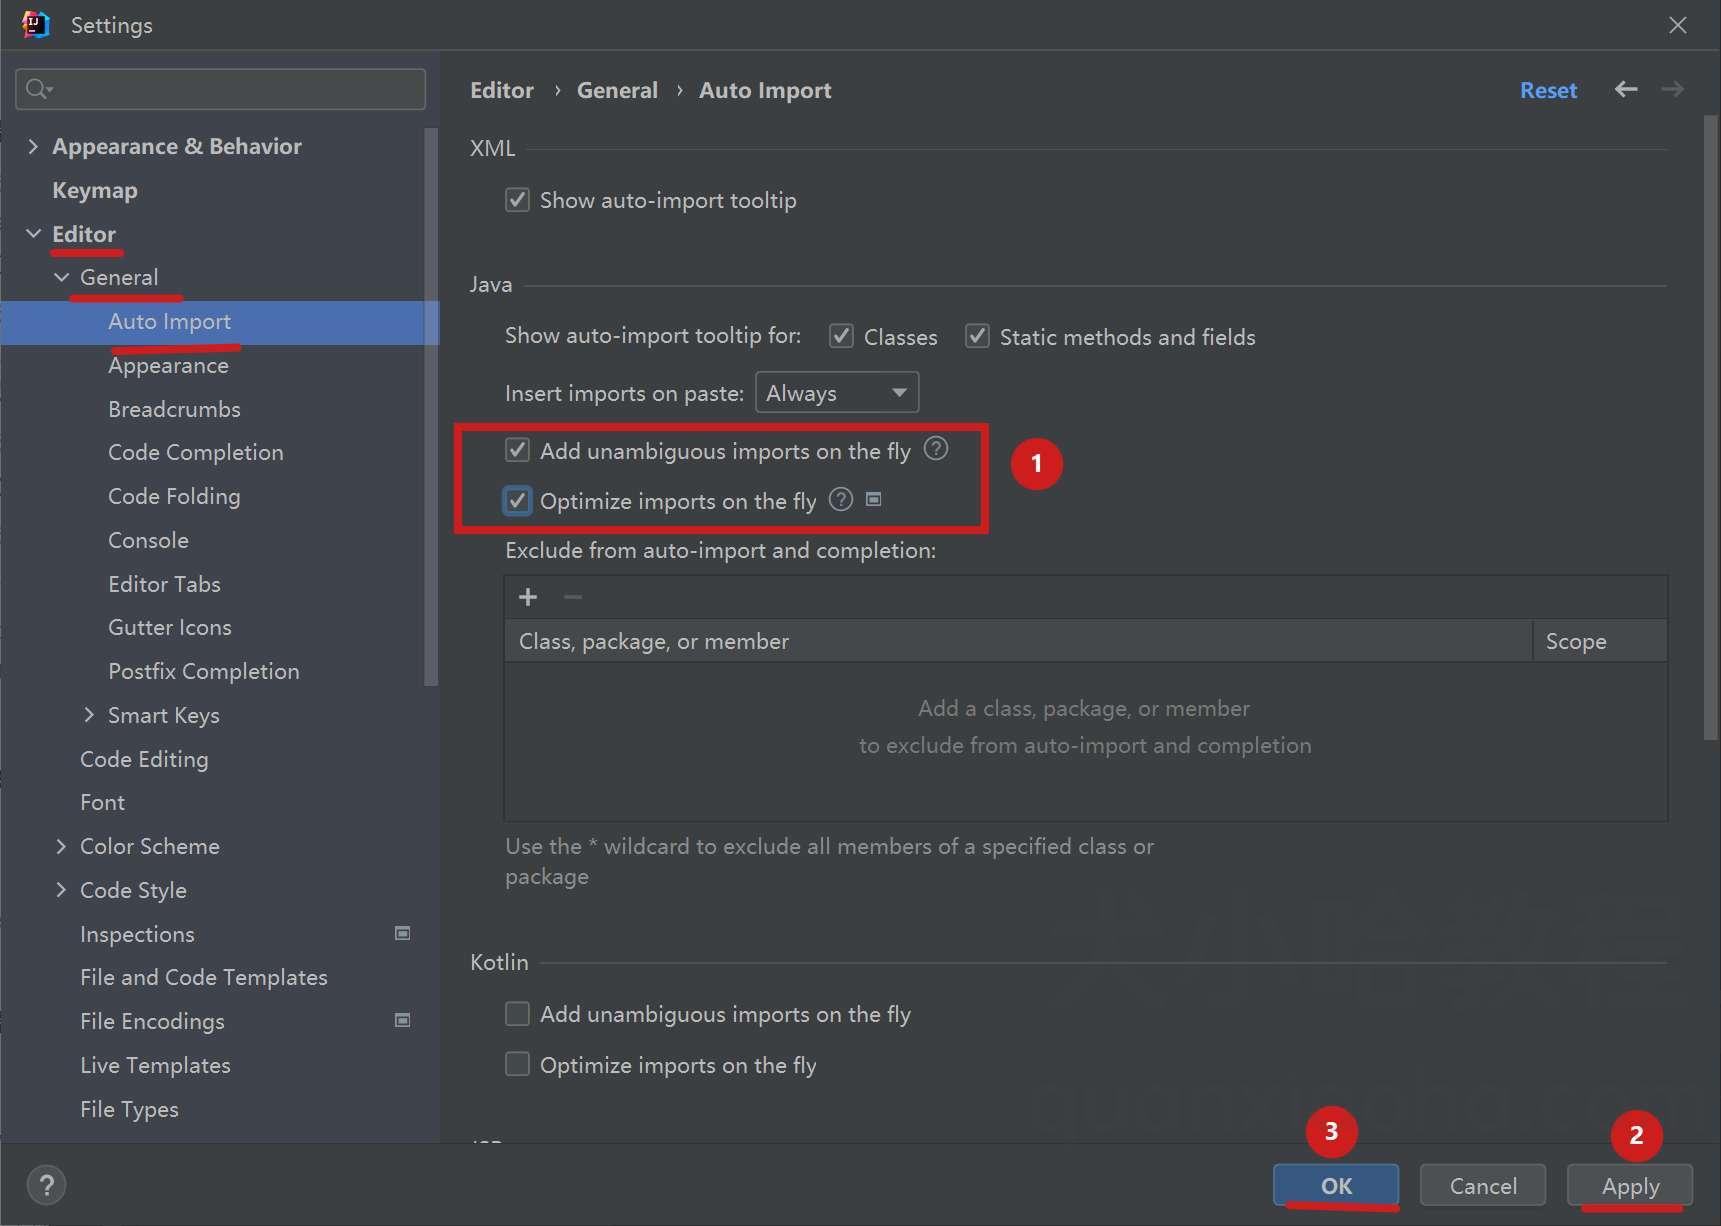 Settings
Editor › General › Auto Import
Reset
Appearance & Behavior
Keymap
Editor
General
Auto Import
Appearance
Breadcrumbs
Code Completion
Code Folding
Console
Editor Tabs
Gutter Icons
Postfix Completion
Smart Keys
Code Editing
Font
Color Scheme
Code Style
Inspections
File and Code Templates
File Encodings
Live Templates
File Types
XML
Show auto-import tooltip
Java
Show auto-import tooltip for: Classes Static methods and fields
Insert imports on paste: Always
Add unambiguous imports on the fly ?
1
Optimize imports on the fly ?
Exclude from auto-import and completion:
Class, package, or member Scope
Add a class, package, or member
to exclude from auto-import and completion
Use the * wildcard to exclude all members of a specified class or
package
Kotlin
Add unambiguous imports on the fly
Optimize imports on the fly
3 2
? OK Cancel Apply